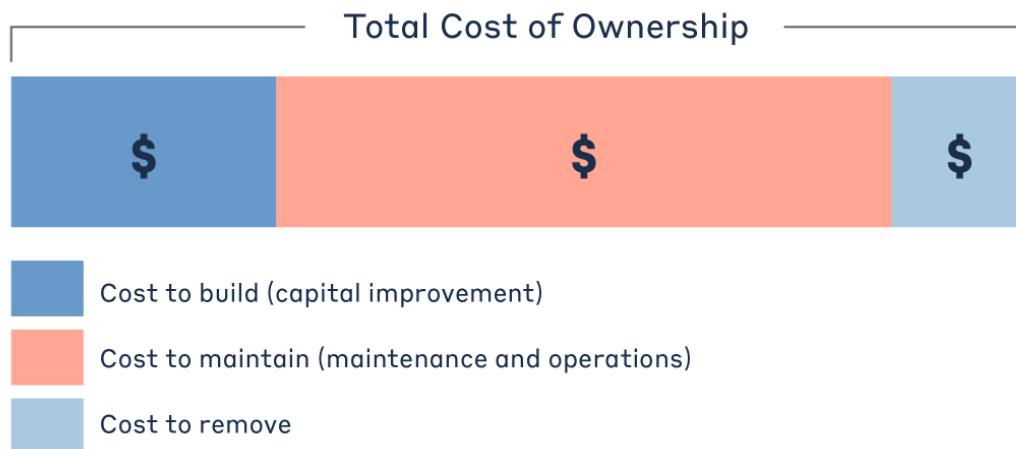 Total Cost of Ownership
$ $ $
Cost to build (capital improvement)
Cost to maintain (maintenance and operations)
Cost to remove